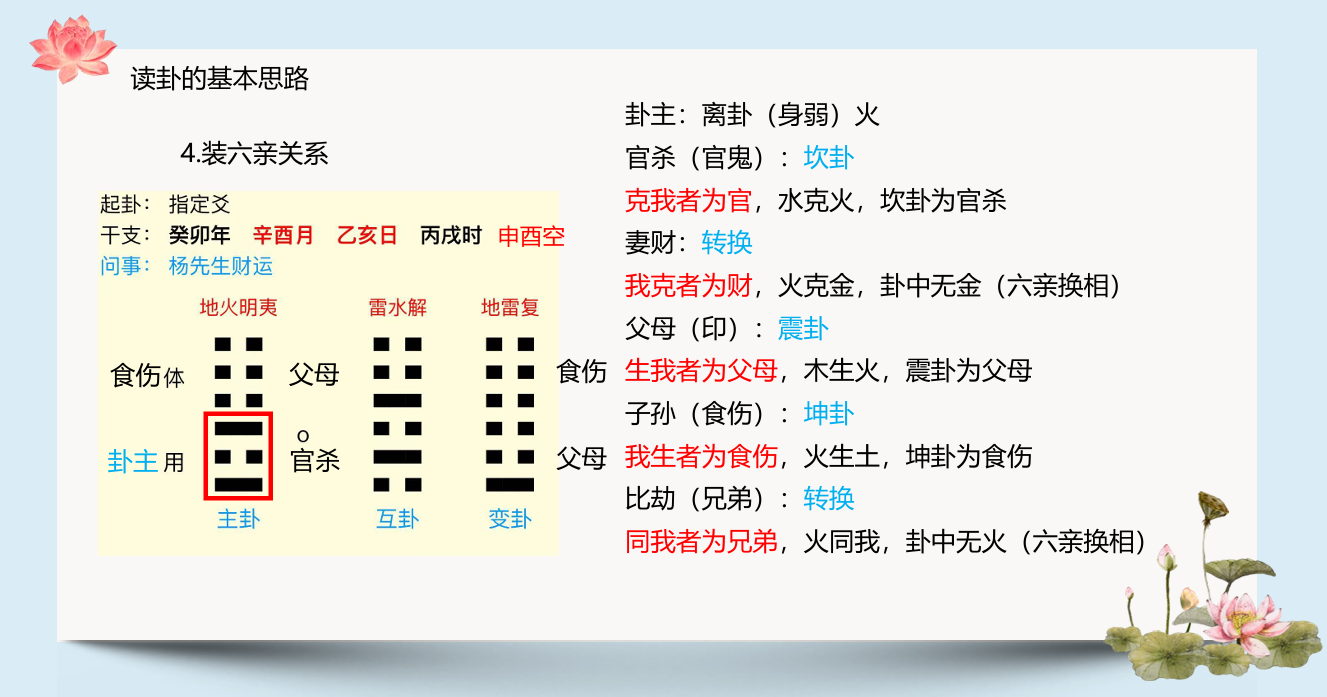 读卦的基本思路
4.装六亲关系
起卦： 指定爻
干支： 癸卯年 辛酉月 乙亥日 丙戌时 申酉空
问事： 杨先生财运
地火明夷 雷水解 地雷复
食伤 体 父母 食伤
o
卦主 用 官杀 父母
主卦 互卦 变卦
卦主：离卦（身弱）火
官杀（官鬼）：坎卦
克我者为官，水克火，坎卦为官杀
妻财：转换
我克者为财，火克金，卦中无金（六亲换相）
父母（印）：震卦
生我者为父母，木生火，震卦为父母
子孙（食伤）：坤卦
我生者为食伤，火生土，坤卦为食伤
比劫（兄弟）：转换
同我者为兄弟，火同我，卦中无火（六亲换相）